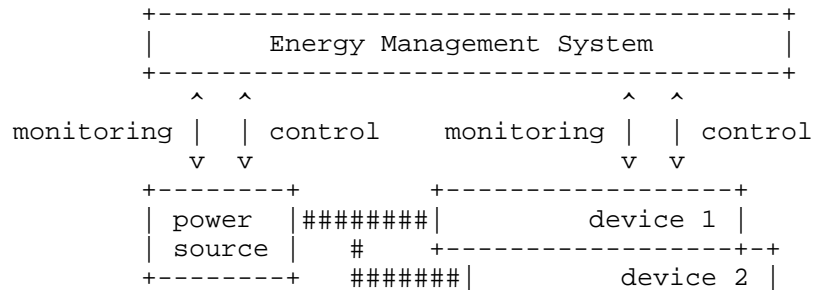 Energy Management System
monitoring control monitoring control
power device 1
source
device 2